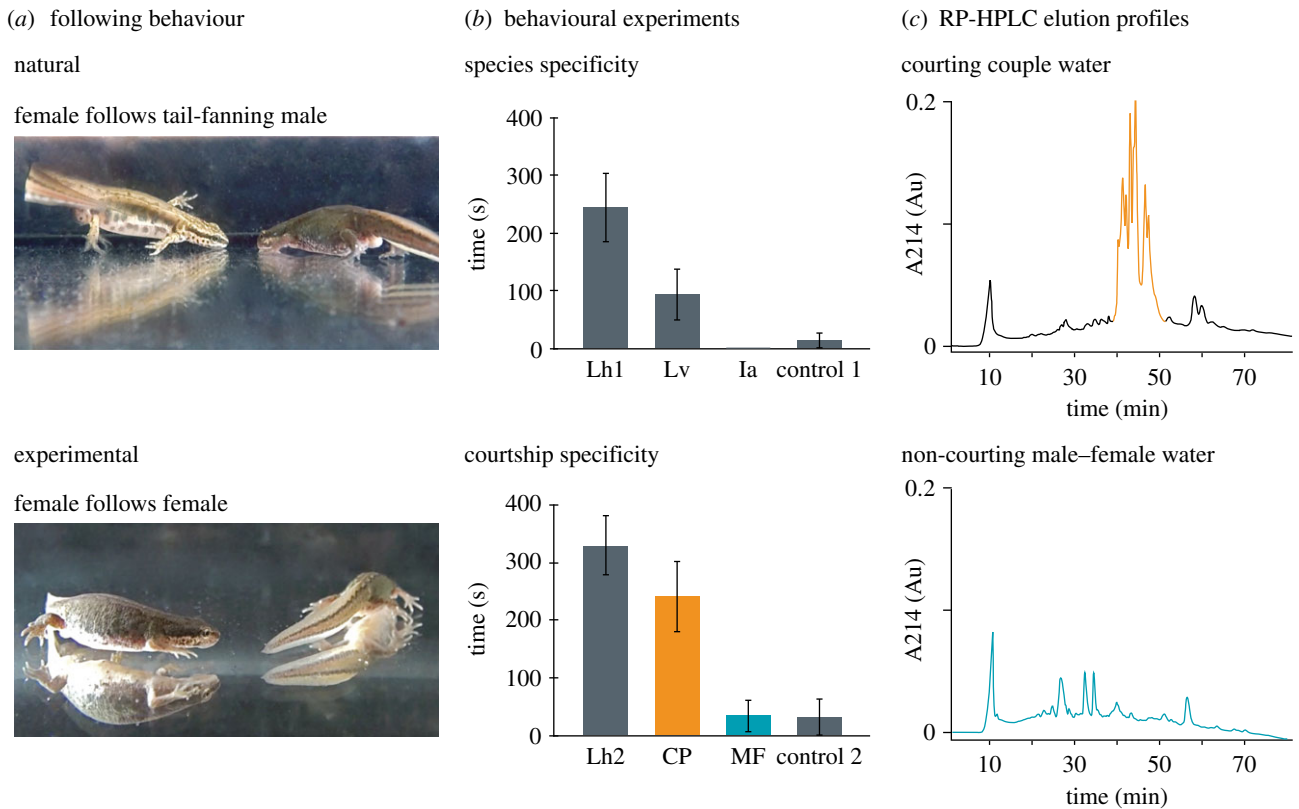 (a) following behaviour
natural
female follows tail-fanning male
experimental
female follows female
(b) behavioural experiments
species specificity
400
300
200
100
0
time (s)
Lh1 Lv Ia control 1
courtship specificity
400
300
200
100
0
time (s)
Lh2 CP MF control 2
(c) RP-HPLC elution profiles
courting couple water
0.2
0
A214 (Au)
10 30 50 70
time (min)
non-courting male–female water
0.2
0
A214 (Au)
10 30 50 70
time (min)